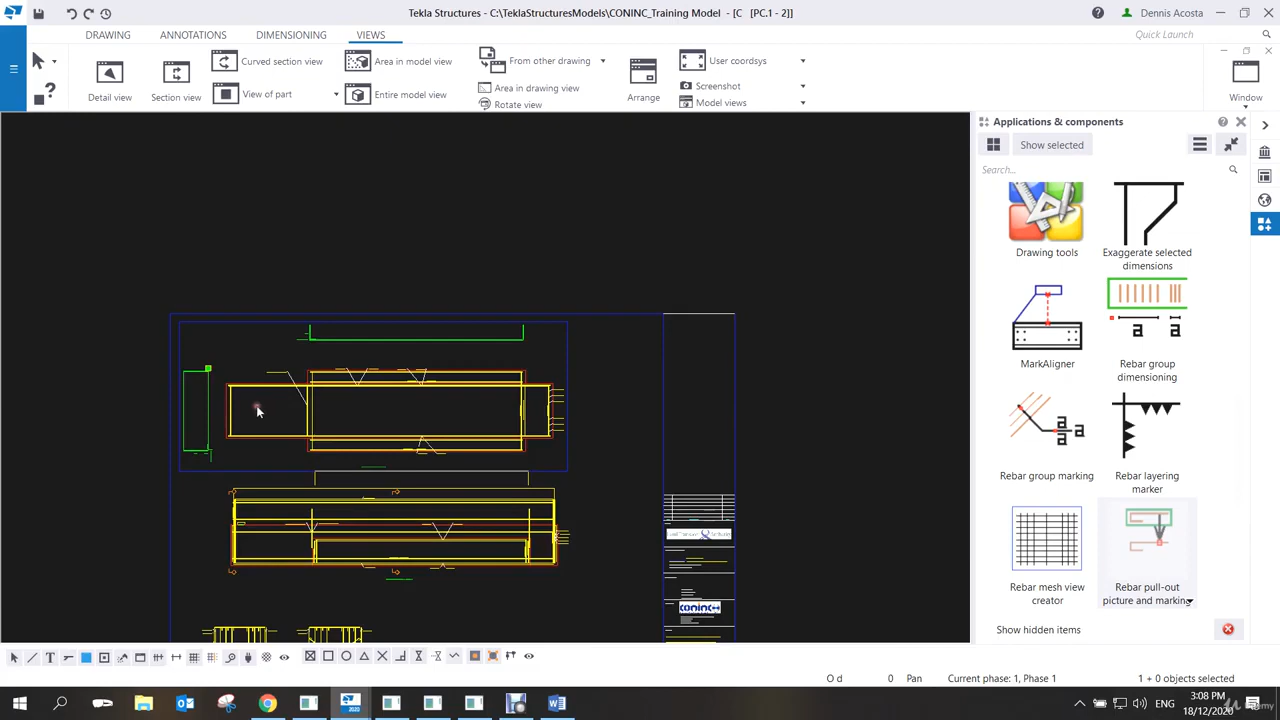 Tekla Structures - C:\TeklaStructuresModels\CONINC_Training Model - [C   [PC.1 - 2]]
Dennis Acosta
DRAWING ANNOTATIONS DIMENSIONING VIEWS
Quick Launch
Detail view
Section view
Curved section view
View of part
Area in model view
Entire model view
From other drawing
Area in drawing view
Rotate view
Arrange
User coordsys
Screenshot
Model views
Window
Applications & components
Show selected
Search...
Drawing tools
Exaggerate selected dimensions
MarkAligner
a a
Rebar group dimensioning
a
a a
Rebar group marking
Rebar layering marker
Rebar mesh view creator
Rebar pull-out picture and marking
Show hidden items
coninc
O d 0 Pan Current phase: 1, Phase 1 1 + 0 objects selected
2020
ENG
3:08 PM
18/12/2020